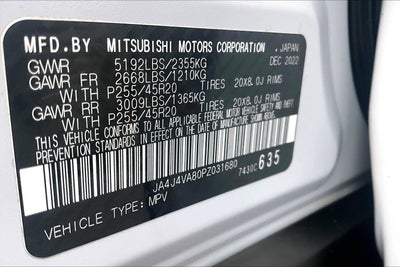 MFD.BY MITSUBISHI MOTORS CORPORATION, JAPAN
GVWR 5192LBS/2355KG DEC 2022
GAWR FR 2668LBS/1210KG
WITH P255/45R20 TIRES, 20X8.0J RIMS
GAWR RR 3009LBS/1365KG
WITH P255/45R20 TIRES, 20X8.0J RIMS
THIS VEHICLE CONFORMS TO ALL APPLICABLE FEDERAL
MOTOR VEHICLE SAFETY, BUMPER, AND THEFT
PREVENTION STANDARDS IN EFFECT ON THE DATE OF
MANUFACTURE SHOWN ABOVE.
JA4J4VA80PZ031680
7430C 635
VEHICLE TYPE: MPV